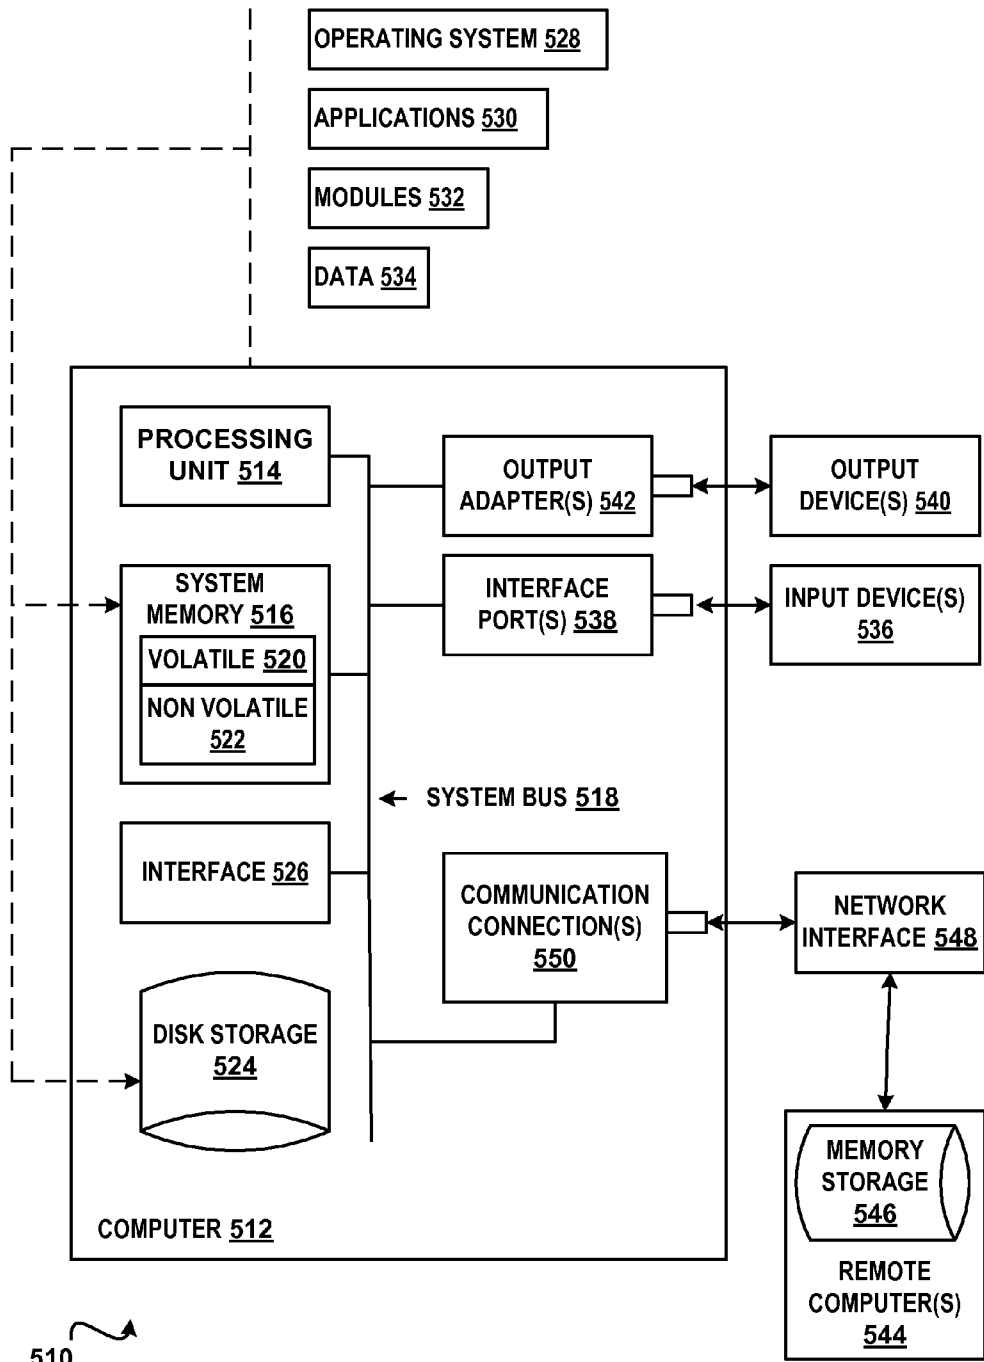 OPERATING SYSTEM 528
APPLICATIONS 530
MODULES 532
DATA 534
PROCESSING
UNIT 514
OUTPUT
ADAPTER(S) 542
OUTPUT
DEVICE(S) 540
SYSTEM
MEMORY 516
VOLATILE 520
NON VOLATILE
522
INTERFACE
PORT(S) 538
INPUT DEVICE(S)
536
SYSTEM BUS 518
INTERFACE 526
COMMUNICATION
CONNECTION(S)
550
NETWORK
INTERFACE 548
DISK STORAGE
524
MEMORY
STORAGE
546
REMOTE
COMPUTER(S)
544
COMPUTER 512
510